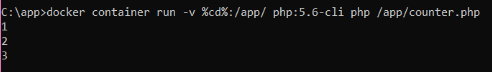 C:\app>docker container run -v %cd%:/app/ php:5.6-cli php /app/counter.php
1
2
3